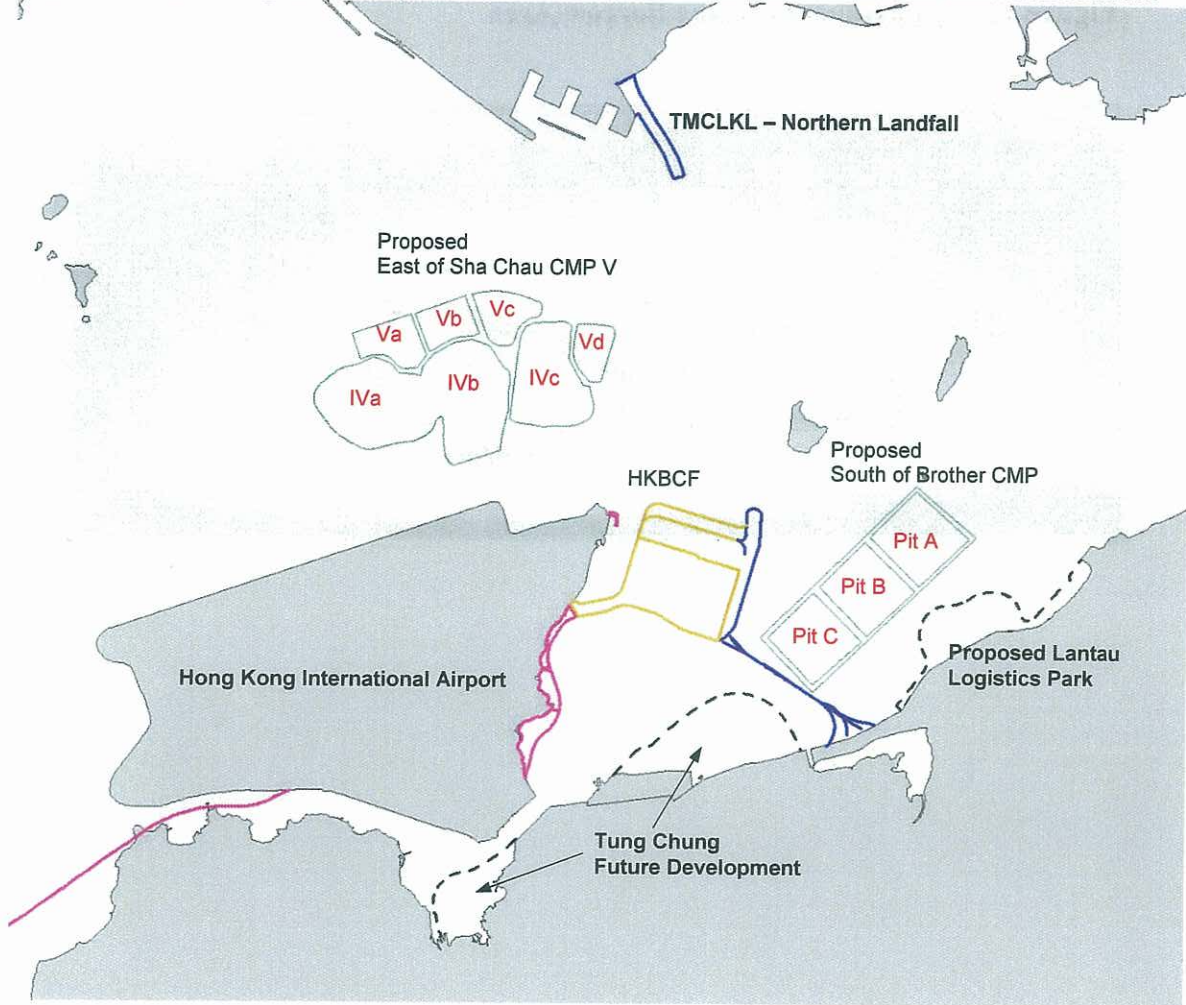 TMCLKL – Northern Landfall
Proposed
East of Sha Chau CMP V
Va
Vb
Vc
Vd
IVa
IVb
IVc
Proposed
South of Brother CMP
HKBCF
Pit A
Pit B
Pit C
Hong Kong International Airport
Proposed Lantau
Logistics Park
Tung Chung
Future Development